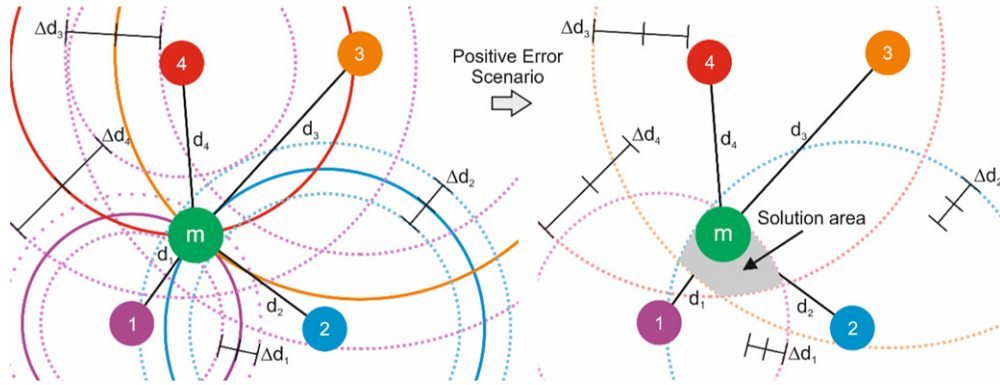 Δd₃
4
3
d₄
d₃
Δd₄
Δd₂
m
d₁
1
d₂
2
Δd₁
Positive Error
Scenario
Δd₃
4
3
d₄
d₃
Δd₄
Δd₂
m
Solution area
d₁
1
d₂
2
Δd₁